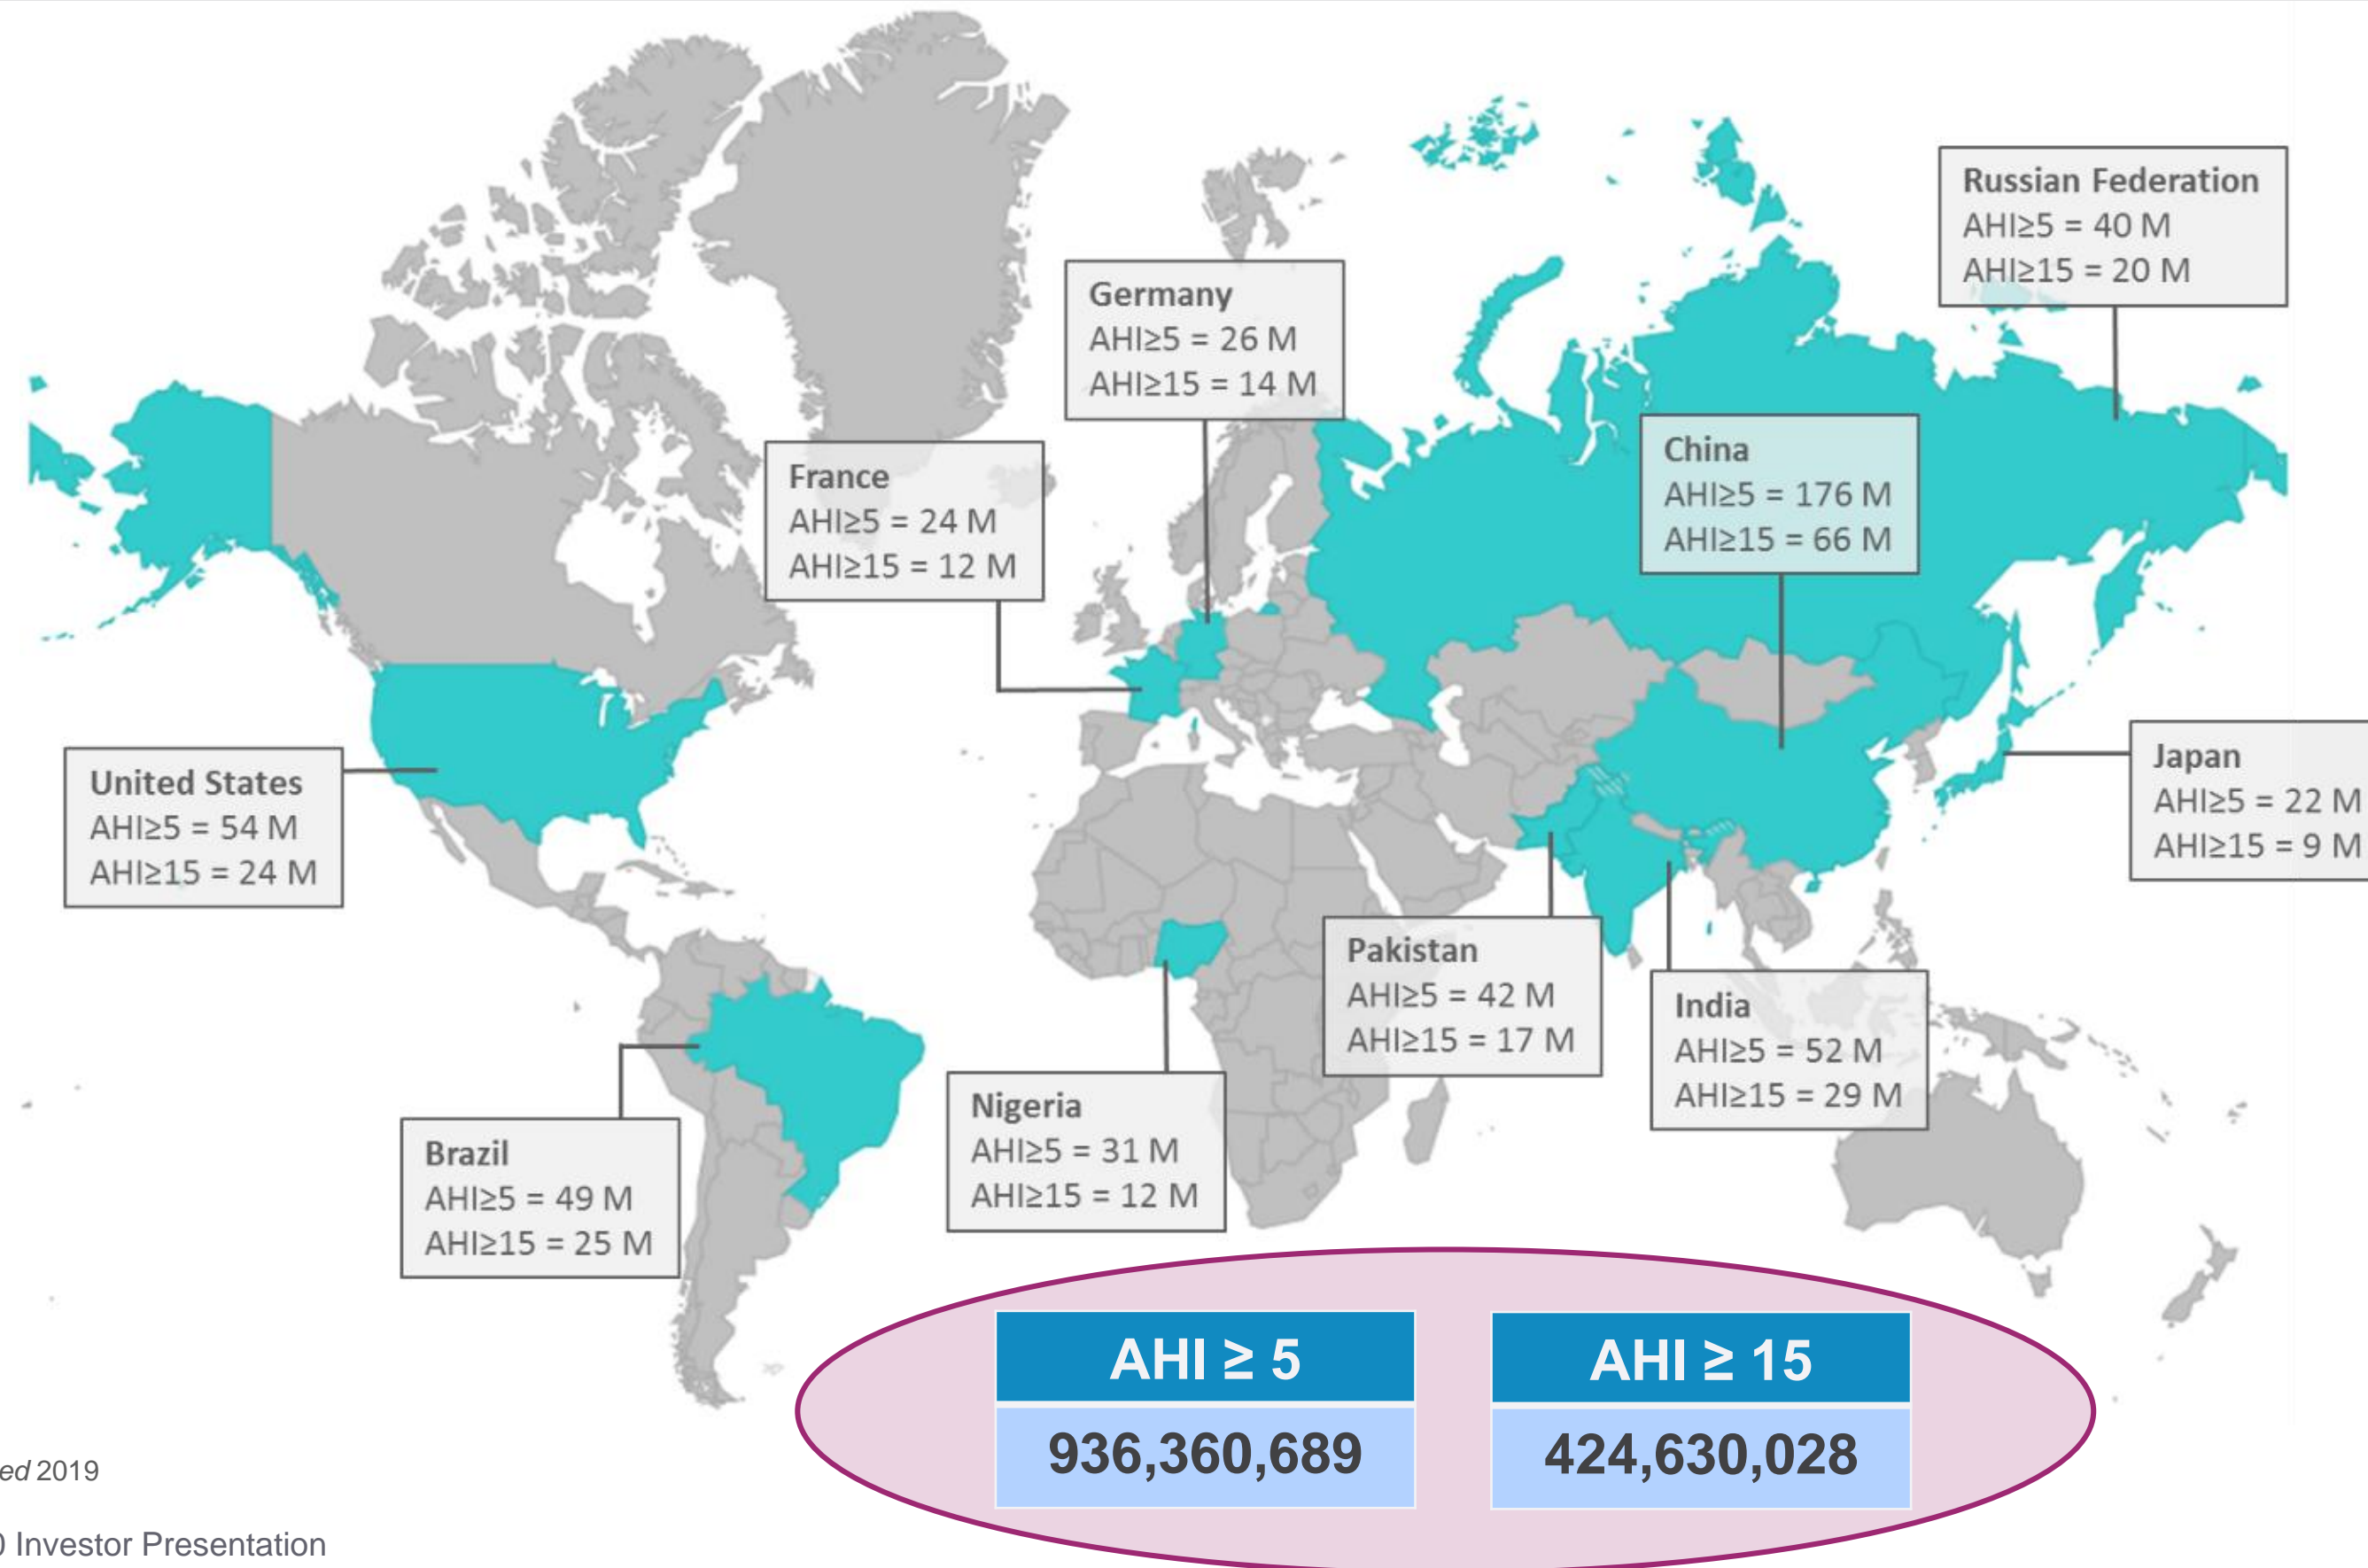 Russian Federation
AHI≥5 = 40 M
AHI≥15 = 20 M
Germany
AHI≥5 = 26 M
AHI≥15 = 14 M
China
AHI≥5 = 176 M
AHI≥15 = 66 M
France
AHI≥5 = 24 M
AHI≥15 = 12 M
United States
AHI≥5 = 54 M
AHI≥15 = 24 M
Japan
AHI≥5 = 22 M
AHI≥15 = 9 M
Pakistan
AHI≥5 = 42 M
AHI≥15 = 17 M
India
AHI≥5 = 52 M
AHI≥15 = 29 M
Nigeria
AHI≥5 = 31 M
AHI≥15 = 12 M
Brazil
AHI≥5 = 49 M
AHI≥15 = 25 M
AHI ≥ 5
936,360,689
AHI ≥ 15
424,630,028
2019
Investor Presentation